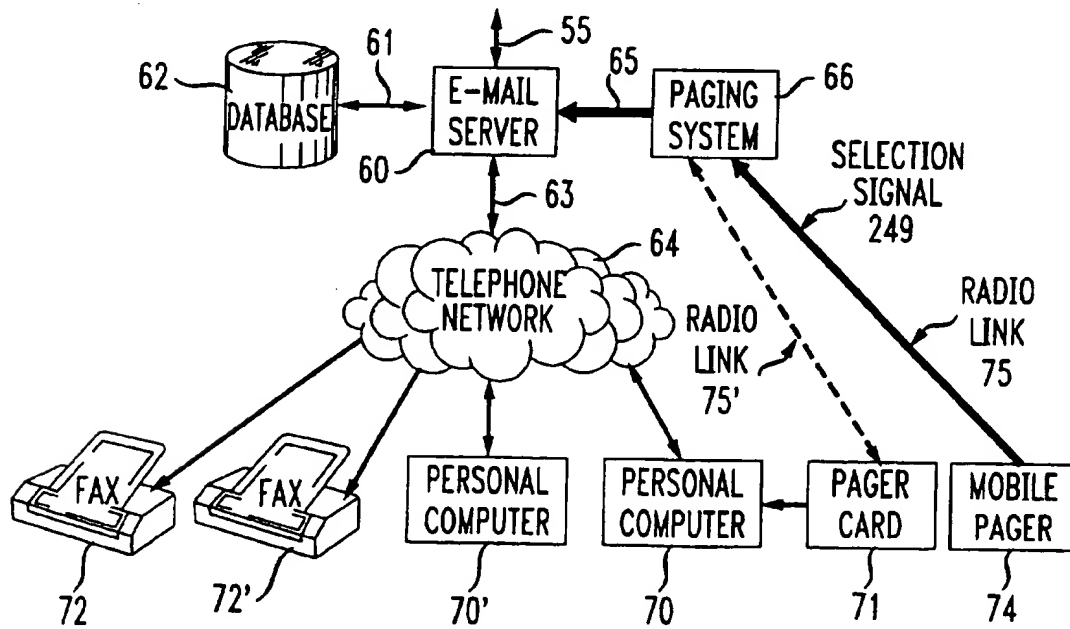 55
62
61
DATABASE
E-MAIL
SERVER
60
65
PAGING
SYSTEM
66
63
SELECTION
SIGNAL
249
64
TELEPHONE
NETWORK
RADIO
LINK
75'
RADIO
LINK
75
FAX
72
FAX
72'
PERSONAL
COMPUTER
70'
PERSONAL
COMPUTER
70
PAGER
CARD
71
MOBILE
PAGER
74